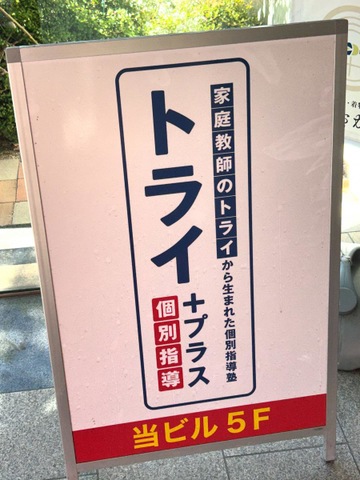 家庭教師のトライから生まれた個別指導塾
トライ+プラス
個別指導
当ビル5F